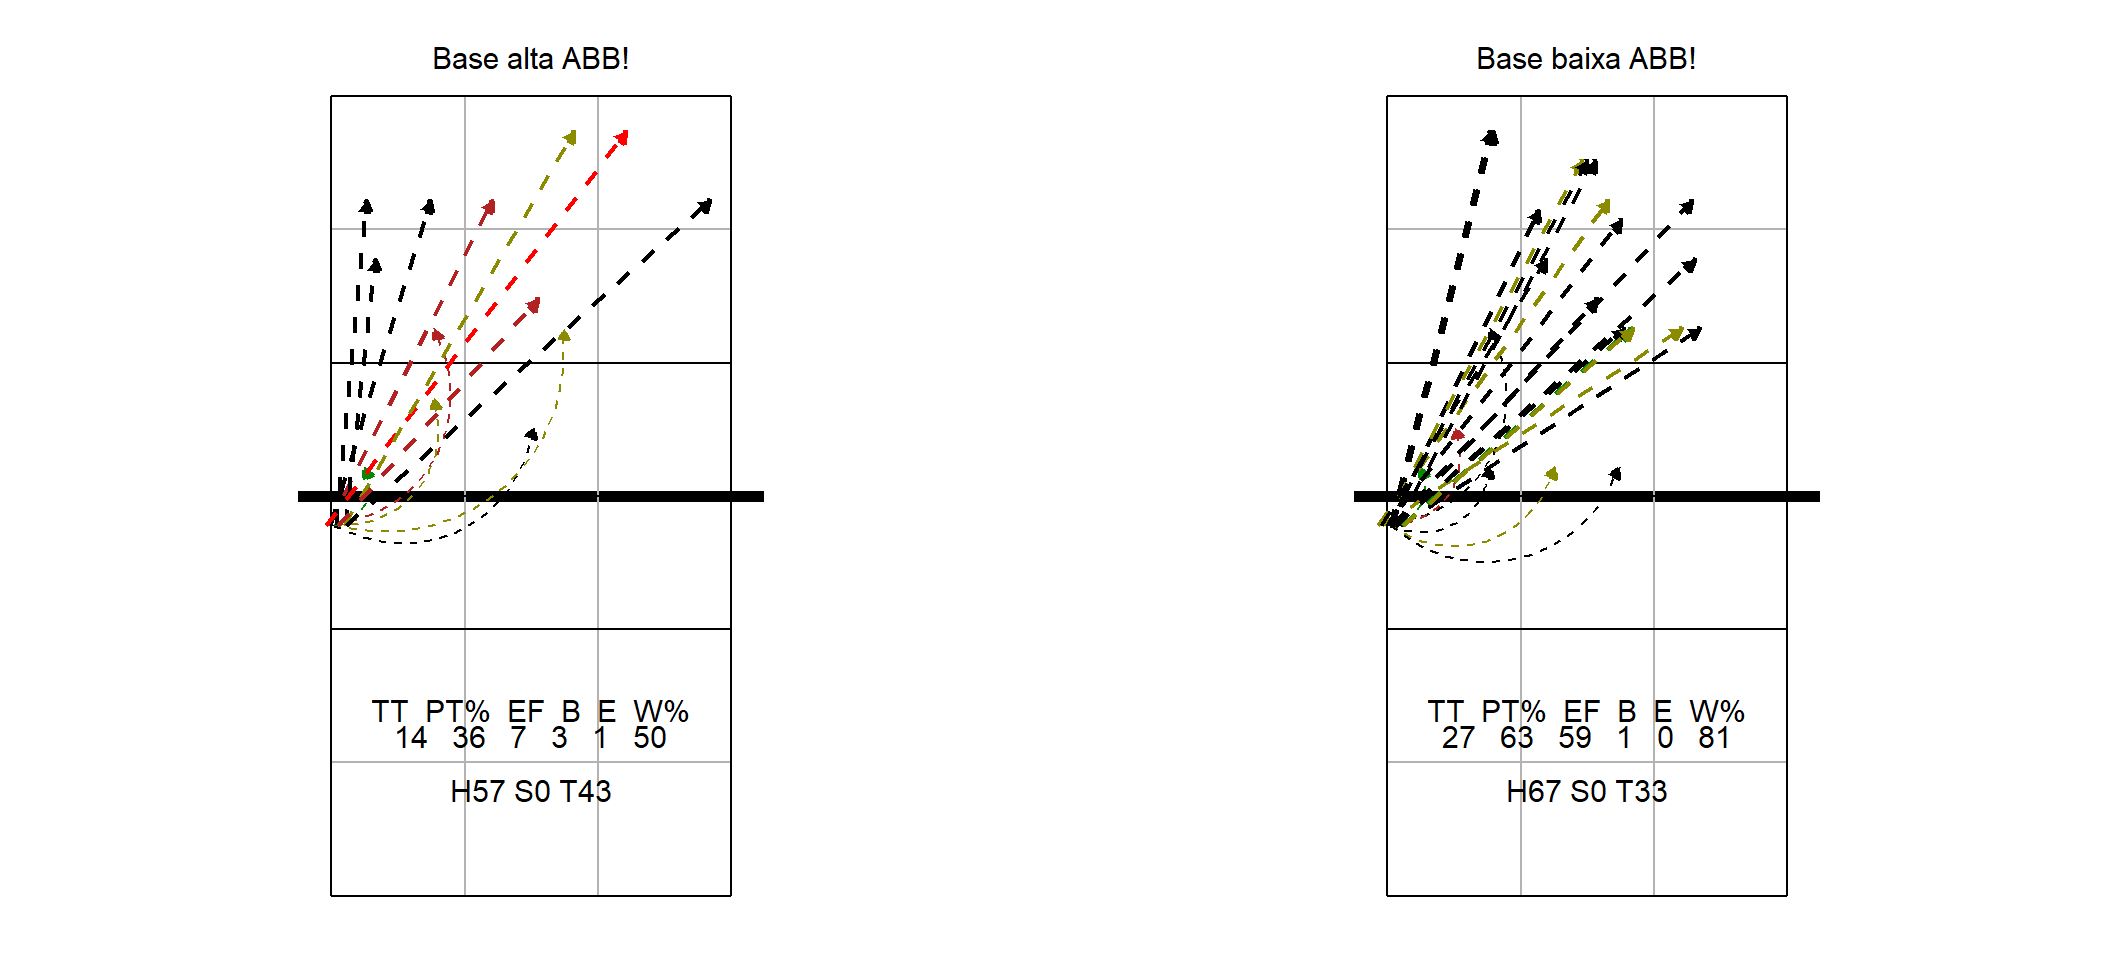 Base alta ABB!
TT PT% EF B E W%
14 36 7 3 1 50
H57 S0 T43
Base baixa ABB!
TT PT% EF B E W%
27 63 59 1 0 81
H67 S0 T33